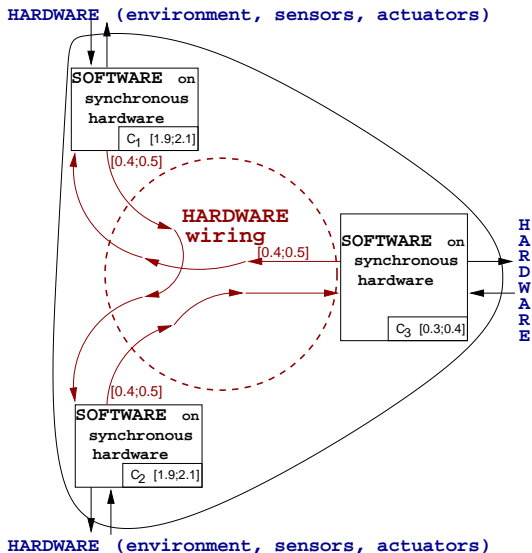 HARDWARE (environment, sensors, actuators)
SOFTWARE on
synchronous
hardware
C1 [1.9;2.1]
[0.4;0.5]
HARDWARE
wiring
[0.4;0.5]
SOFTWARE on
synchronous
hardware
C3 [0.3;0.4]
HARDWARE
[0.4;0.5]
SOFTWARE on
synchronous
hardware
C2 [1.9;2.1]
HARDWARE (environment, sensors, actuators)